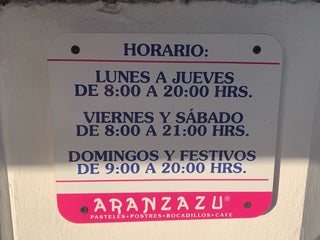 HORARIO:
LUNES A JUEVES
DE 8:00 A 20:00 HRS.
VIERNES Y SÁBADO
DE 8:00 A 21:00 HRS.
DOMINGOS Y FESTIVOS
DE 9:00 A 20:00 HRS.
ARANZAZU®
PASTELES•POSTRES•BOCADILLOS•CAFE